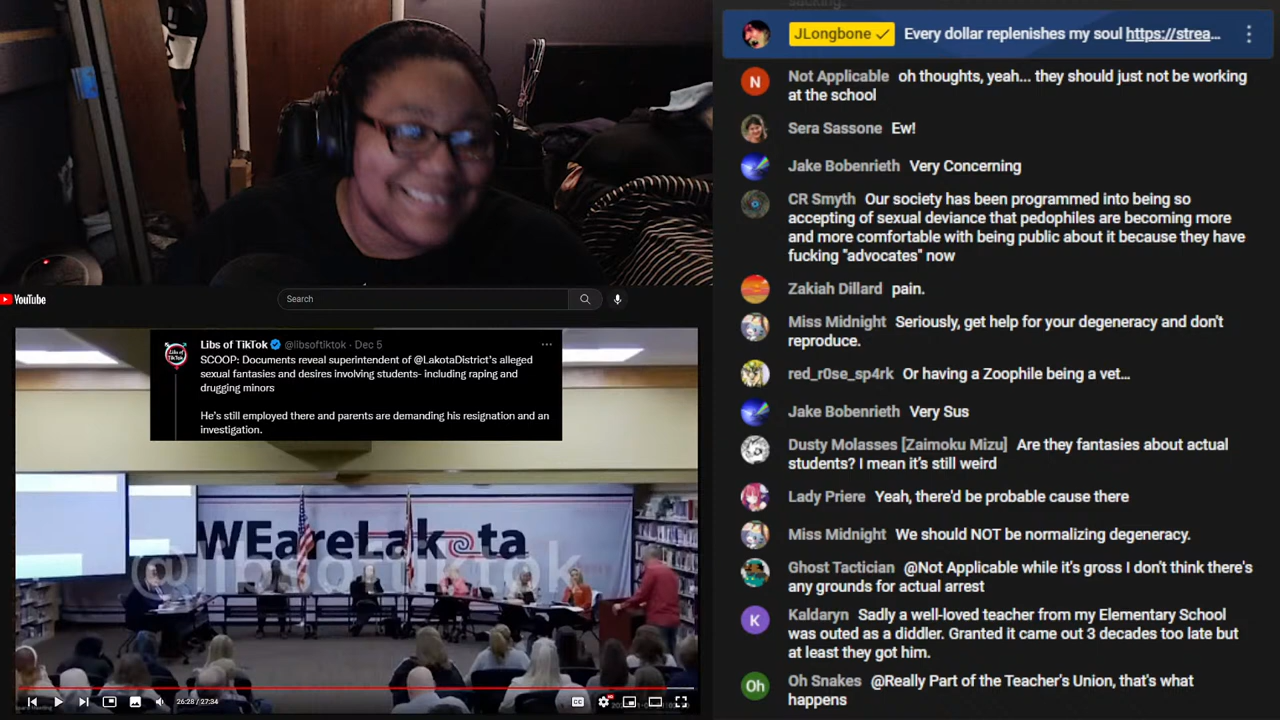 sucking.
JLongbone ✓ Every dollar replenishes my soul https://strea...
Not Applicable oh thoughts, yeah... they should just not be working
at the school
Sera Sassone Ew!
Jake Bobenrieth Very Concerning
CR Smyth Our society has been programmed into being so
accepting of sexual deviance that pedophiles are becoming more
and more comfortable with being public about it because they have
fucking "advocates" now
Zakiah Dillard pain.
Miss Midnight Seriously, get help for your degeneracy and don't
reproduce.
red_r0se_sp4rk Or having a Zoophile being a vet...
Jake Bobenrieth Very Sus
Dusty Molasses [Zaimoku Mizu] Are they fantasies about actual
students? I mean it's still weird
Lady Priere Yeah, there'd be probable cause there
Miss Midnight We should NOT be normalizing degeneracy.
Ghost Tactician @Not Applicable while it's gross I don't think there's
any grounds for actual arrest
Kaldaryn Sadly a well-loved teacher from my Elementary School
was outed as a diddler. Granted it came out 3 decades too late but
at least they got him.
Oh Snakes @Really Part of the Teacher's Union, that's what
happens
N
K
Oh
YouTube
Search
Libs of TikTok @libsoftiktok · Dec 5
SCOOP: Documents reveal superintendent of @LakotaDistrict's alleged
sexual fantasies and desires involving students- including raping and
drugging minors
He's still employed there and parents are demanding his resignation and an
investigation.
Libs of
TikTok
WEareLakota
@libsoftiktok
26:28 / 27:34
CC